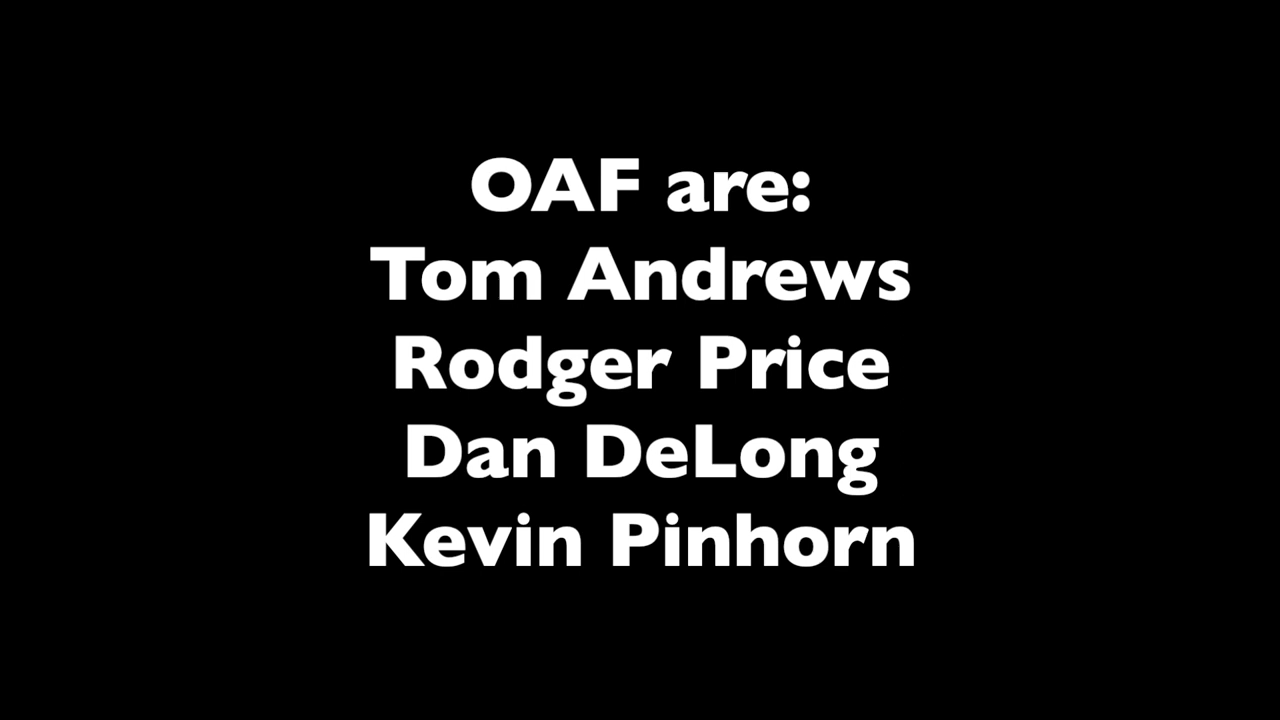 OAF are:
Tom Andrews
Rodger Price
Dan DeLong
Kevin Pinhorn